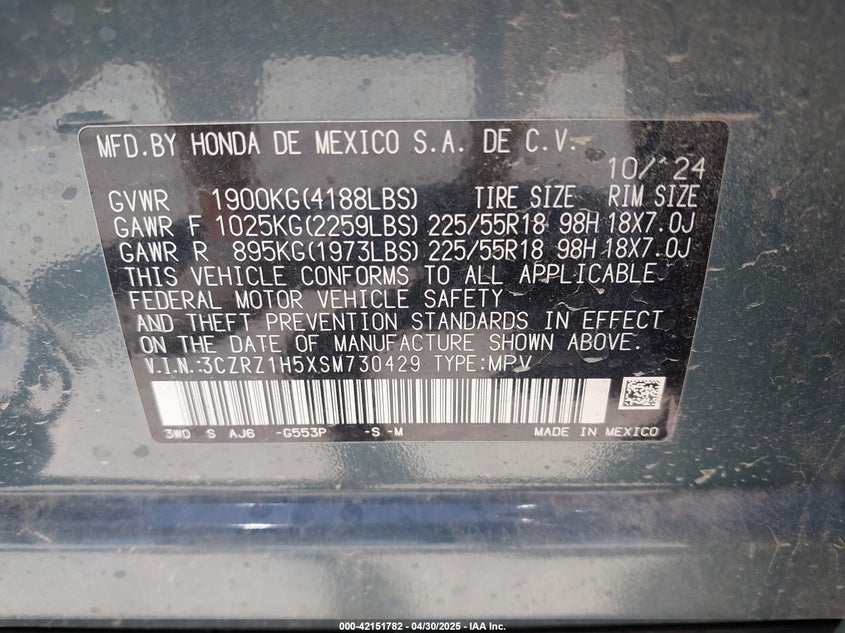 MFD.BY HONDA DE MEXICO S.A. DE C.V.
10/'24
GVWR 1900KG(4188LBS) TIRE SIZE RIM SIZE
GAWR F 1025KG(2259LBS) 225/55R18 98H 18X7.0J
GAWR R 895KG(1973LBS) 225/55R18 98H 18X7.0J
THIS VEHICLE CONFORMS TO ALL APPLICABLE
FEDERAL MOTOR VEHICLE SAFETY
AND THEFT PREVENTION STANDARDS IN EFFECT
ON THE DATE OF MANUFACTURE SHOWN ABOVE.
V.I.N.:3CZRZ1H5XSM730429 TYPE:MPV
3W0 S AJ6 -G553P -S-M MADE IN MEXICO
000-42151782 - 04/30/2025 - IAA Inc.